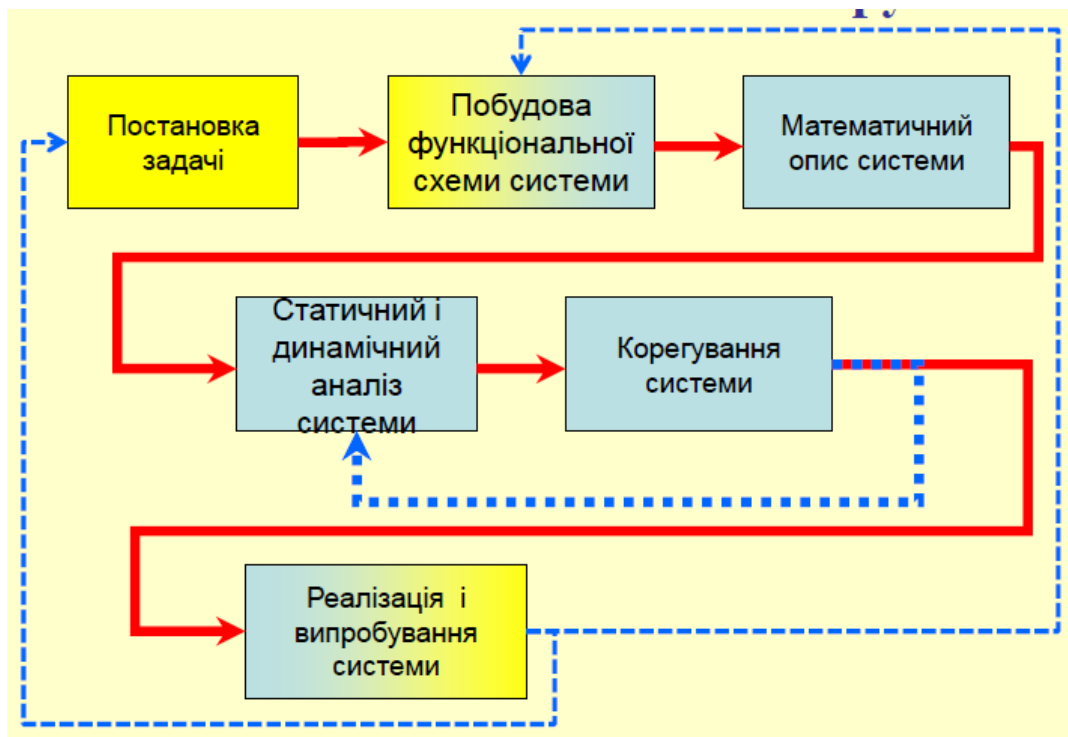 Постановка
задачі
Побудова
функціональної
схеми системи
Математичний
опис системи
Статичний і
динамічний
аналіз
системи
Корегування
системи
Реалізація і
випробування
системи